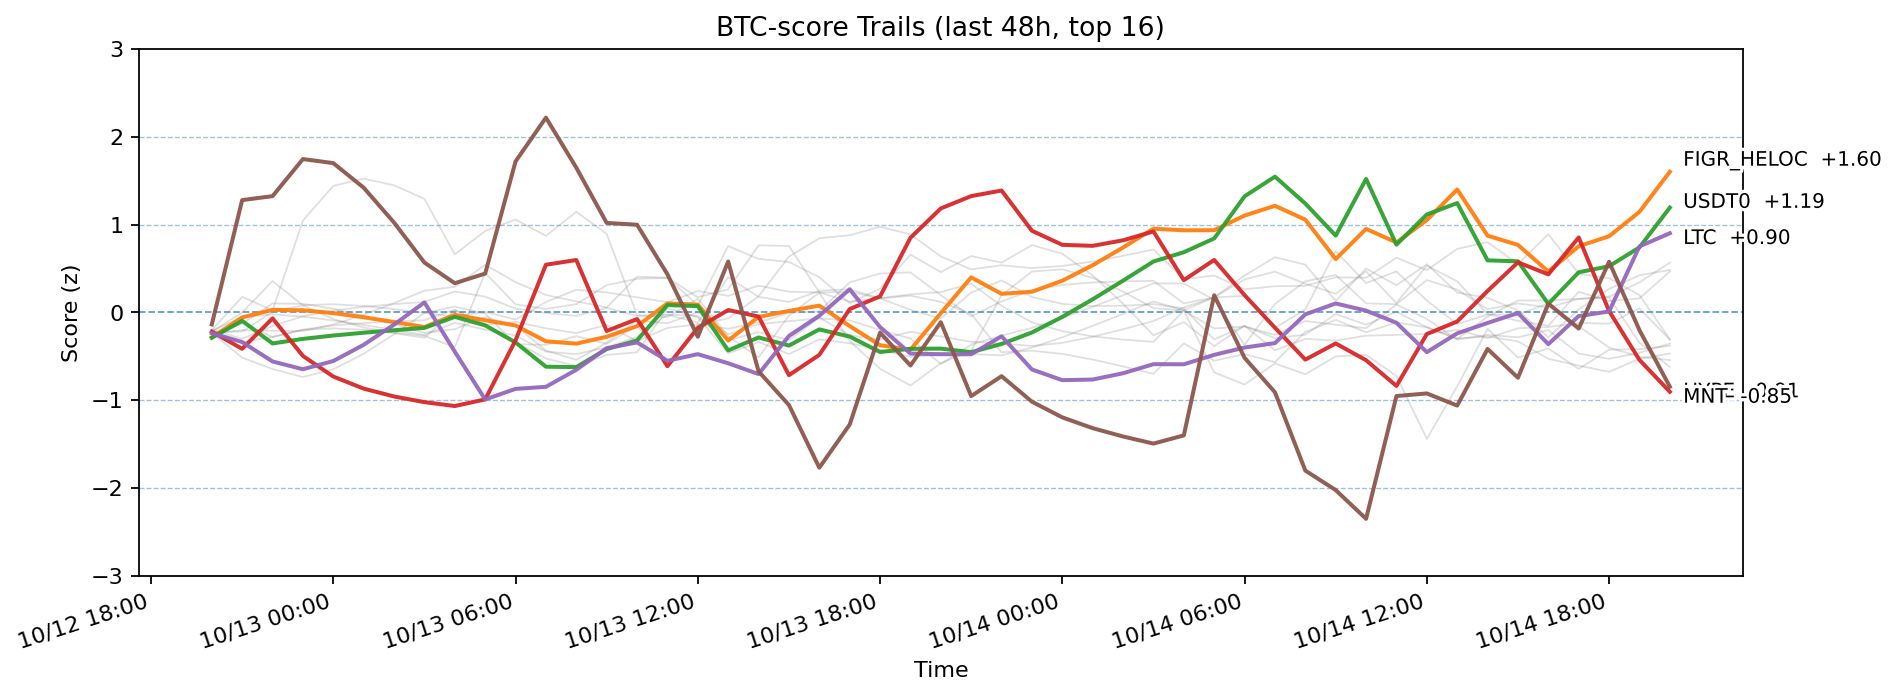 BTC-score Trails (last 48h, top 16)
3
2
1
0
−1
−2
−3
Score (z)
FIGR_HELOC +1.60
USDT0 +1.19
LTC +0.90
MNT -0.85
10/12 18:00
10/13 00:00
10/13 06:00
10/13 12:00
10/13 18:00
10/14 00:00
10/14 06:00
10/14 12:00
10/14 18:00
Time